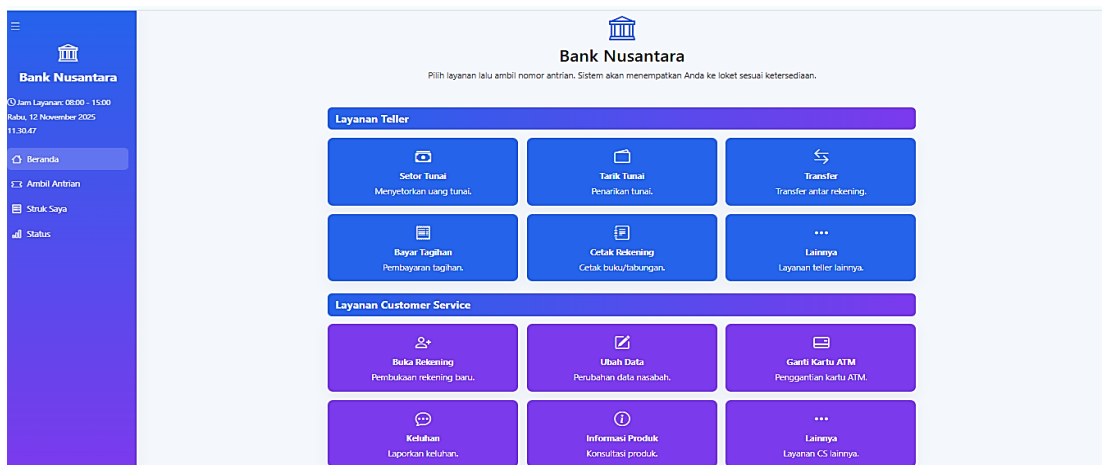 Bank Nusantara
Jam Layanan: 08:00 - 15:00
Rabu, 12 November 2025
11.30.47
Beranda
Ambil Antrian
Struk Saya
Status
Bank Nusantara
Pilih layanan lalu ambil nomor antrian. Sistem akan menempatkan Anda ke loket sesuai ketersediaan.
Layanan Teller
Setor Tunai
Menyetorkan uang tunai.
Tarik Tunai
Penarikan tunai.
Transfer
Transfer antar rekening.
Bayar Tagihan
Pembayaran tagihan.
Cetak Rekening
Cetak buku/tabungan.
Lainnya
Layanan teller lainnya.
Layanan Customer Service
Buka Rekening
Pembukaan rekening baru.
Ubah Data
Perubahan data nasabah.
Ganti Kartu ATM
Penggantian kartu ATM.
Keluhan
Laporkan keluhan.
Informasi Produk
Konsultasi produk.
Lainnya
Layanan CS lainnya.